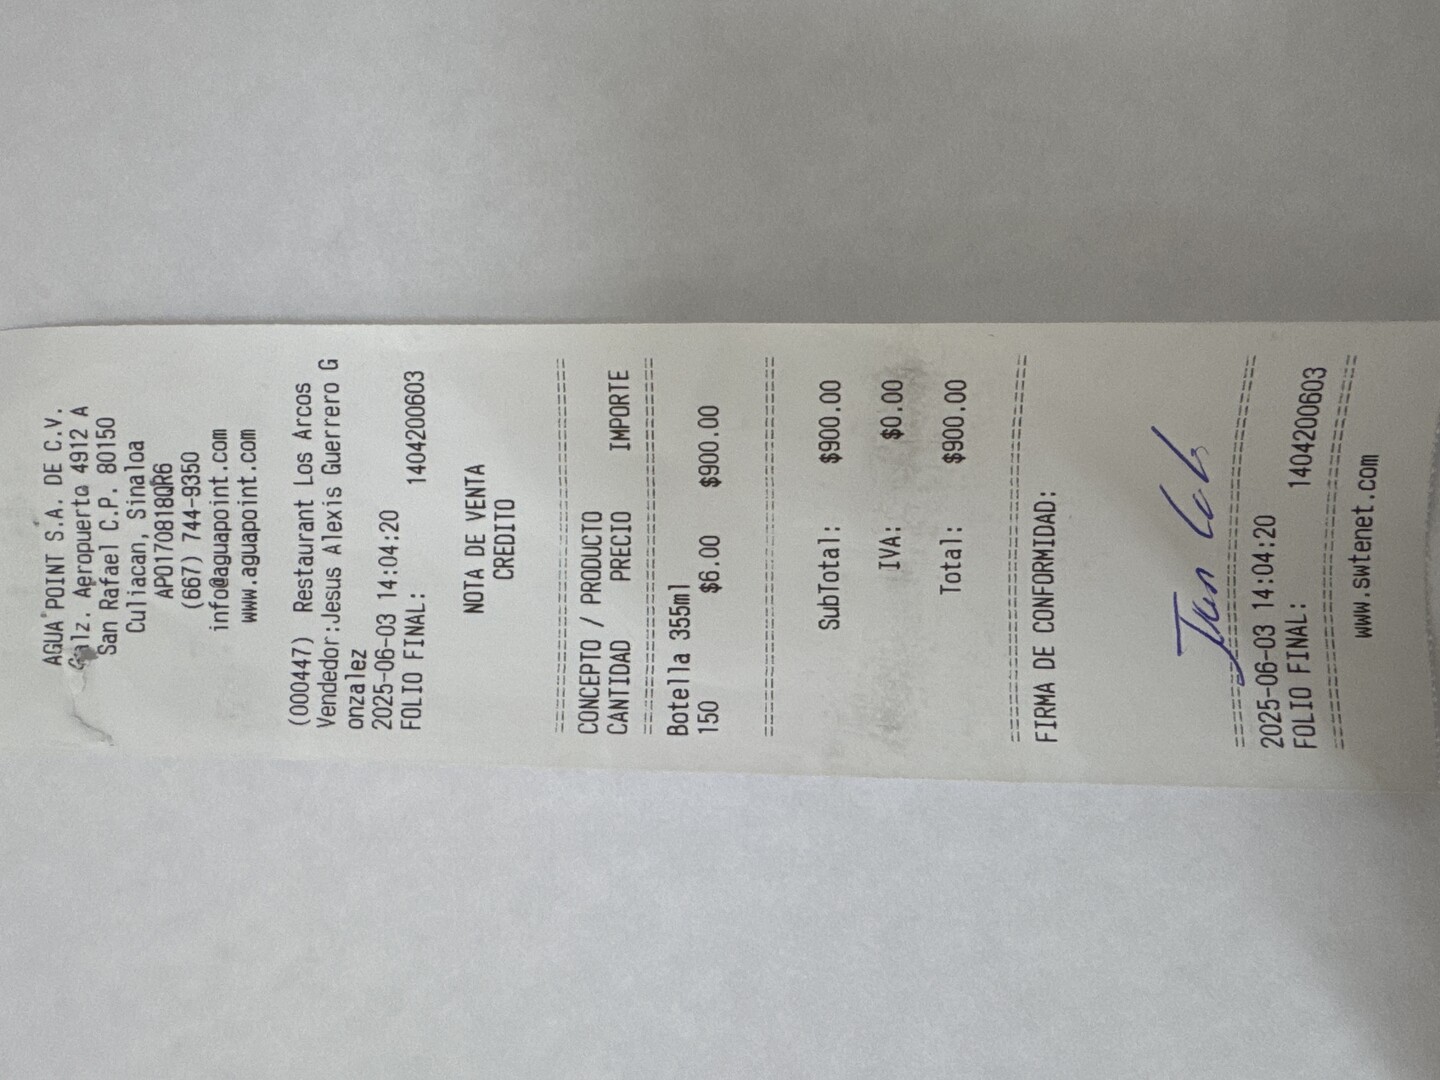 AGUA POINT S.A. DE C.V.
Calz. Aeropuerto 4912 A
San Rafael C.P. 80150
Culiacan, Sinaloa
APO170818QR6
(667) 744-9350
info@aguapoint.com
www.aguapoint.com
(000447)  Restaurant Los Arcos
Vendedor:Jesus Alexis Guerrero G
onzalez
2025-06-03 14:04:20
FOLIO FINAL: 1404200603
NOTA DE VENTA
CREDITO
================================
CONCEPTO / PRODUCTO
CANTIDAD PRECIO IMPORTE
================================
Botella 355ml
150 $6.00 $900.00
================================
SubTotal: $900.00
IVA: $0.00
Total: $900.00
================================
FIRMA DE CONFORMIDAD:
================================
2025-06-03 14:04:20
FOLIO FINAL: 1404200603
================================
www.swtenet.com